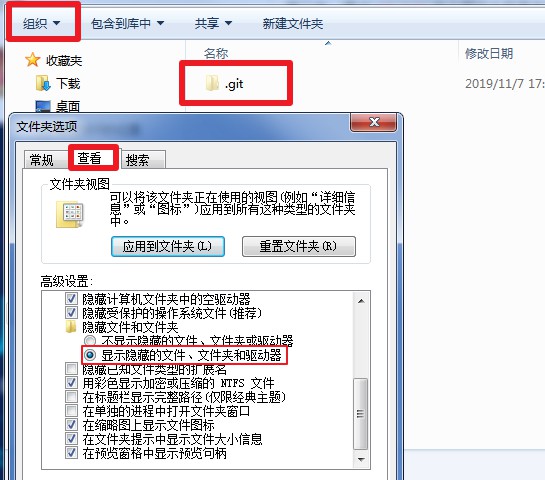 组织 包含到库中 共享 新建文件夹
收藏夹 名称 修改日期
下载 .git 2019/11/7 17:
桌面
文件夹选项
常规 查看 搜索
文件夹视图
可以将该文件夹正在使用的视图(例如“详细信
息”或“图标”)应用到所有这种类型的文件夹
中。
应用到文件夹(L) 重置文件夹(R)
高级设置:
隐藏计算机文件夹中的空驱动器
隐藏受保护的操作系统文件(推荐)
隐藏文件和文件夹
不显示隐藏的文件、文件夹或驱动器
显示隐藏的文件、文件夹和驱动器
隐藏已知文件类型的扩展名
用彩色显示加密或压缩的 NTFS 文件
在标题栏显示完整路径(仅限经典主题)
在单独的进程中打开文件夹窗口
在缩略图上显示文件图标
在文件夹提示中显示文件大小信息
在预览窗格中显示预览句柄